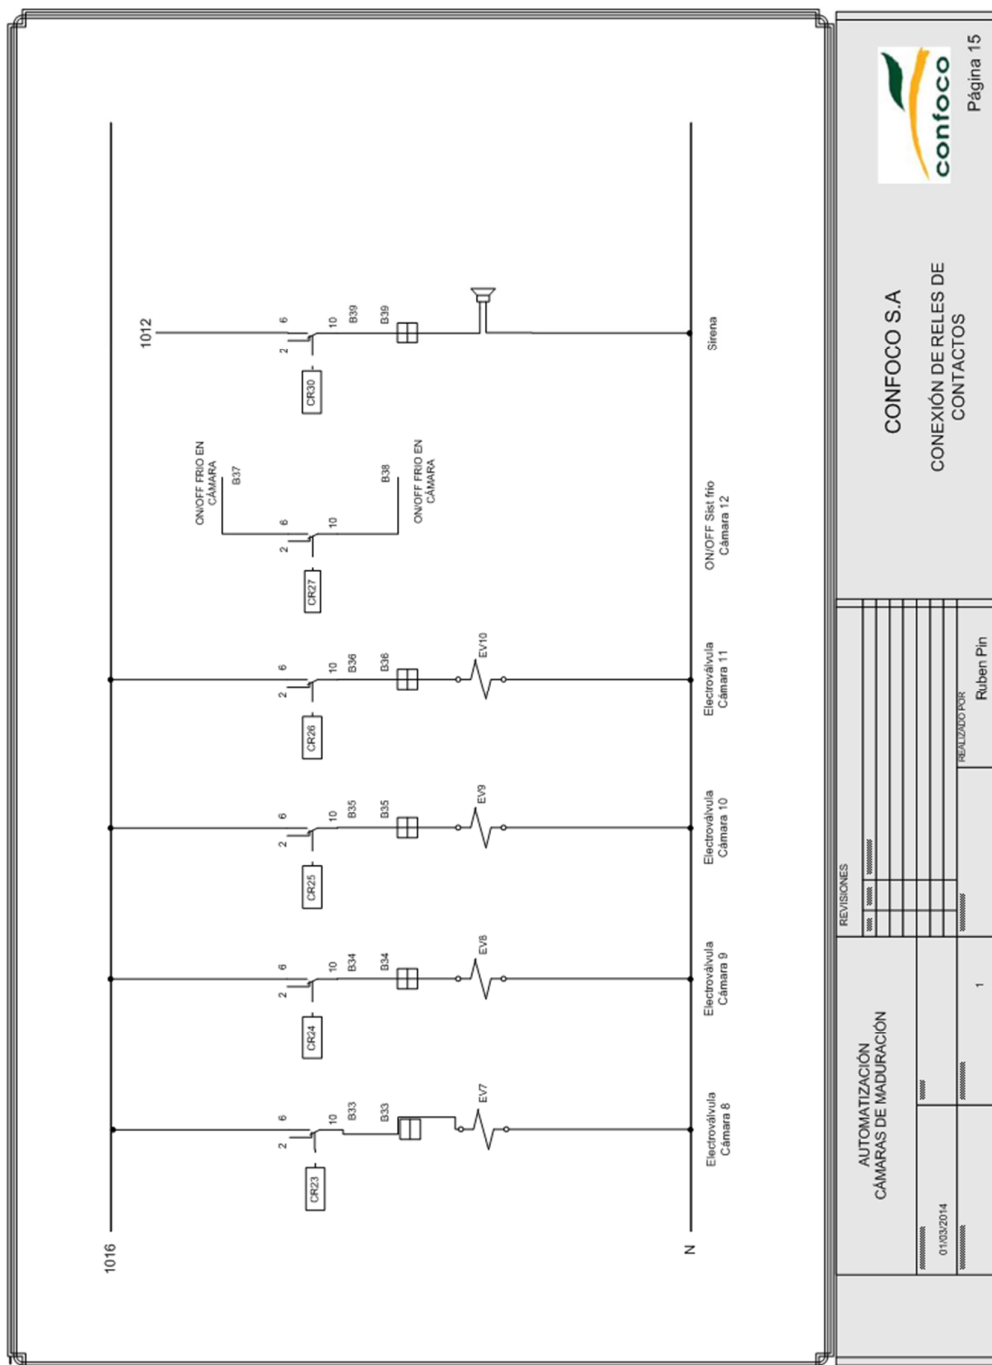 1016
N
CR23
2
6
10
B33
B33
EV7
Electroválvula
Cámara 8
CR24
2
6
10
B34
B34
EV8
Electroválvula
Cámara 9
CR25
2
6
10
B35
B35
EV9
Electroválvula
Cámara 10
CR26
2
6
10
B36
B36
EV10
Electroválvula
Cámara 11
ON/OFF FRIO EN
CÁMARA
B37
CR27
2
6
10
B38
ON/OFF FRIO EN
CÁMARA
ON/OFF Sist frio
Cámara 12
1012
CR30
2
6
10
B39
B39
Sirena
AUTOMATIZACIÓN
CÁMARAS DE MADURACIÓN
01/03/2014
1
REVISIONES
REALIZADO POR
Ruben Pin
CONFOCO S.A
CONEXIÓN DE RELES DE
CONTACTOS
confoco
Página 15